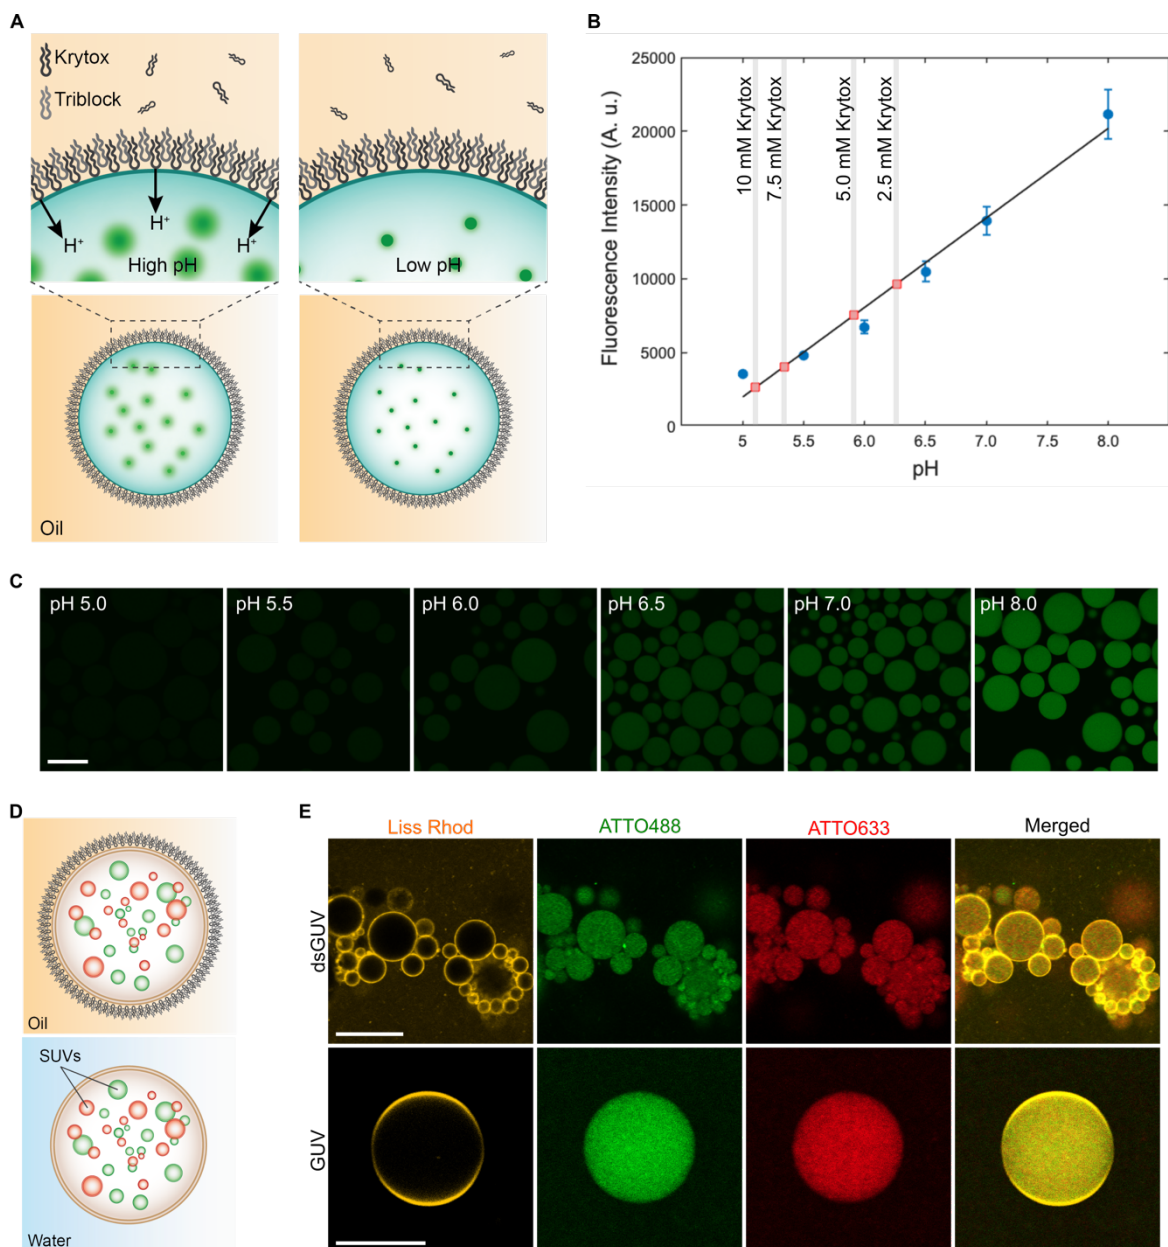 A
Krytox
Triblock
H+
H+
H+
High pH
Low pH
Oil
B
25000
20000
15000
10000
5000
0
Fluorescence Intensity (A. u.)
10 mM Krytox
7.5 mM Krytox
5.0 mM Krytox
2.5 mM Krytox
5 5.5 6.0 6.5 7.0 7.5 8.0
pH
C
pH 5.0 pH 5.5 pH 6.0 pH 6.5 pH 7.0 pH 8.0
D
Oil
SUVs
Water
E
Liss Rhod ATTO488 ATTO633 Merged
dsGUV
GUV